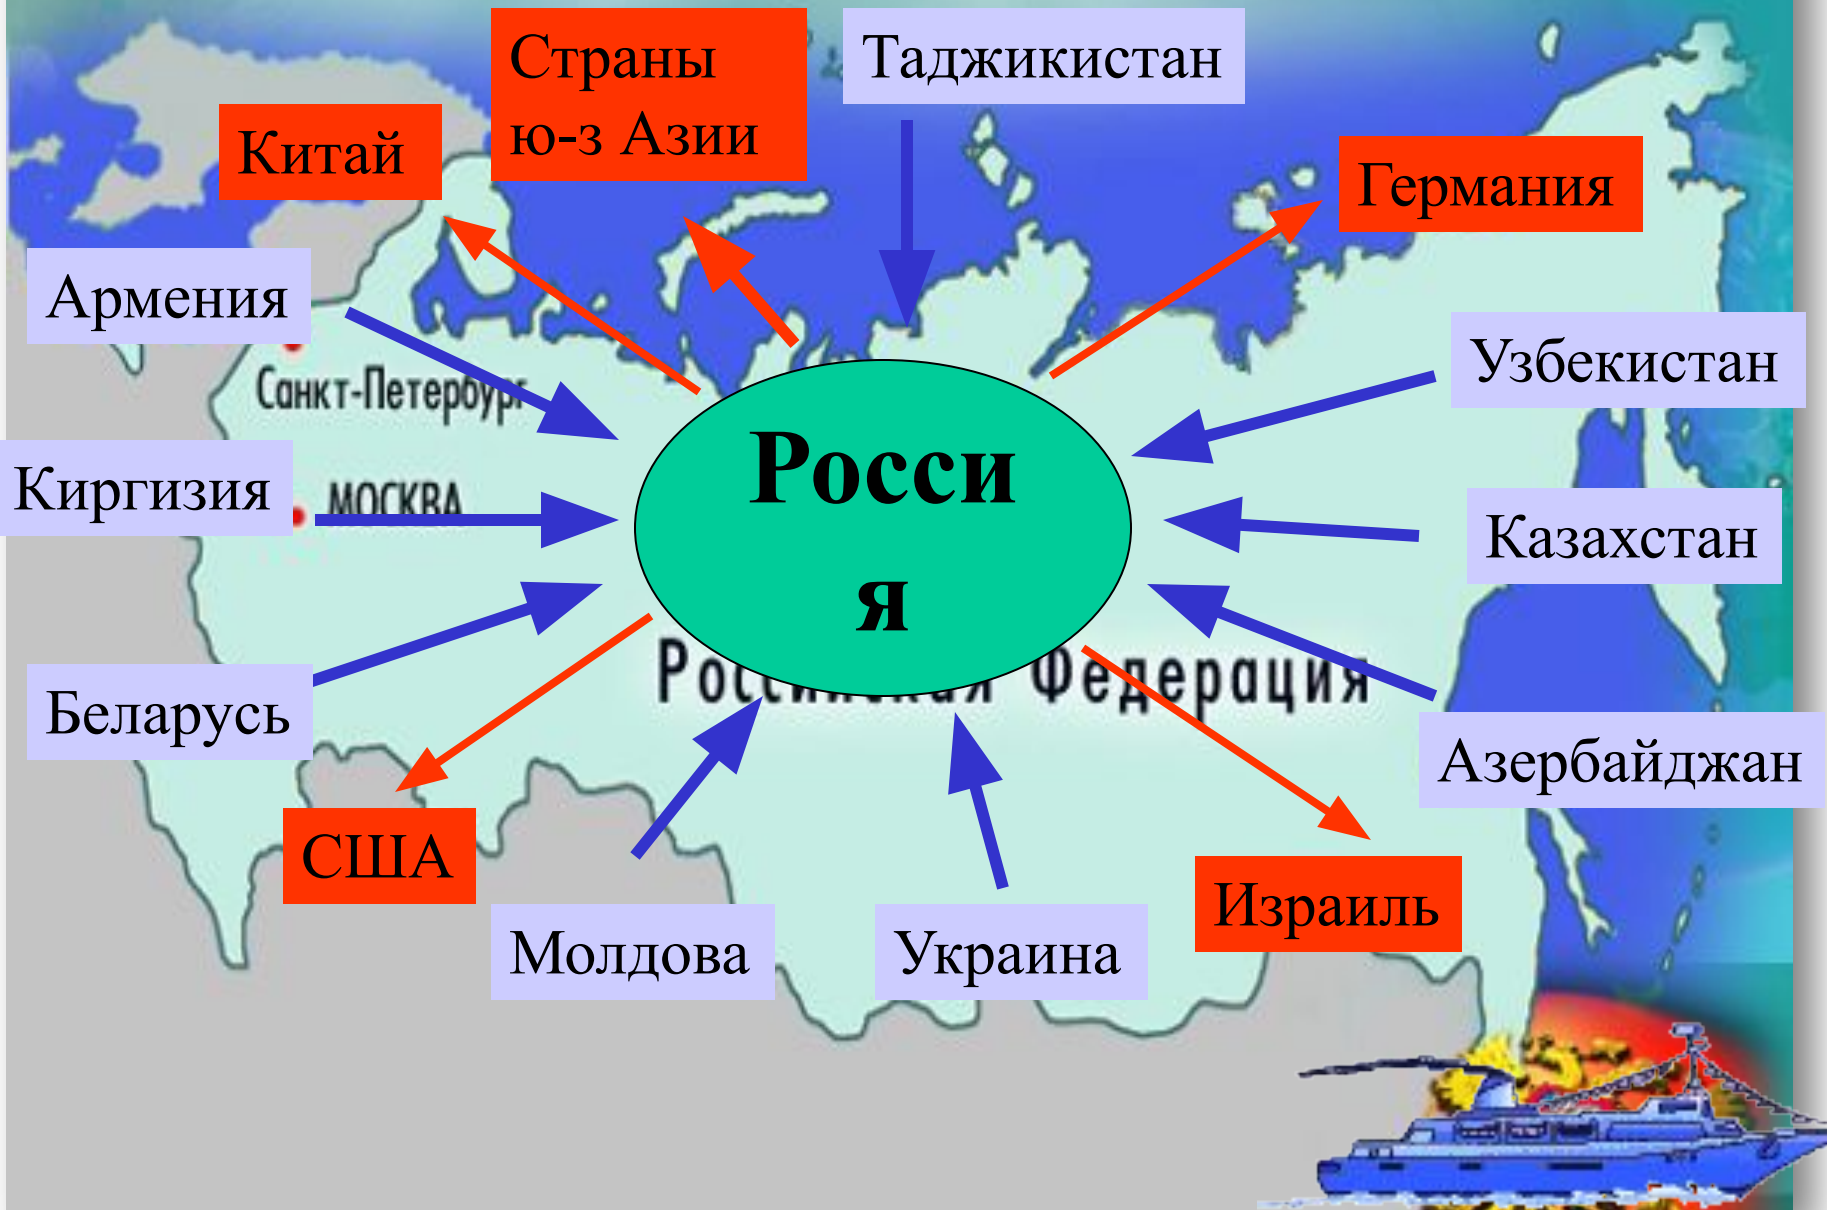 Страны
ю-з Азии
Таджикистан
Китай
Германия
Армения
Узбекистан
Санкт-Петербург
Росси
я
Киргизия
МОСКВА
Казахстан
Российская Федерация
Беларусь
Азербайджан
США
Израиль
Молдова
Украина